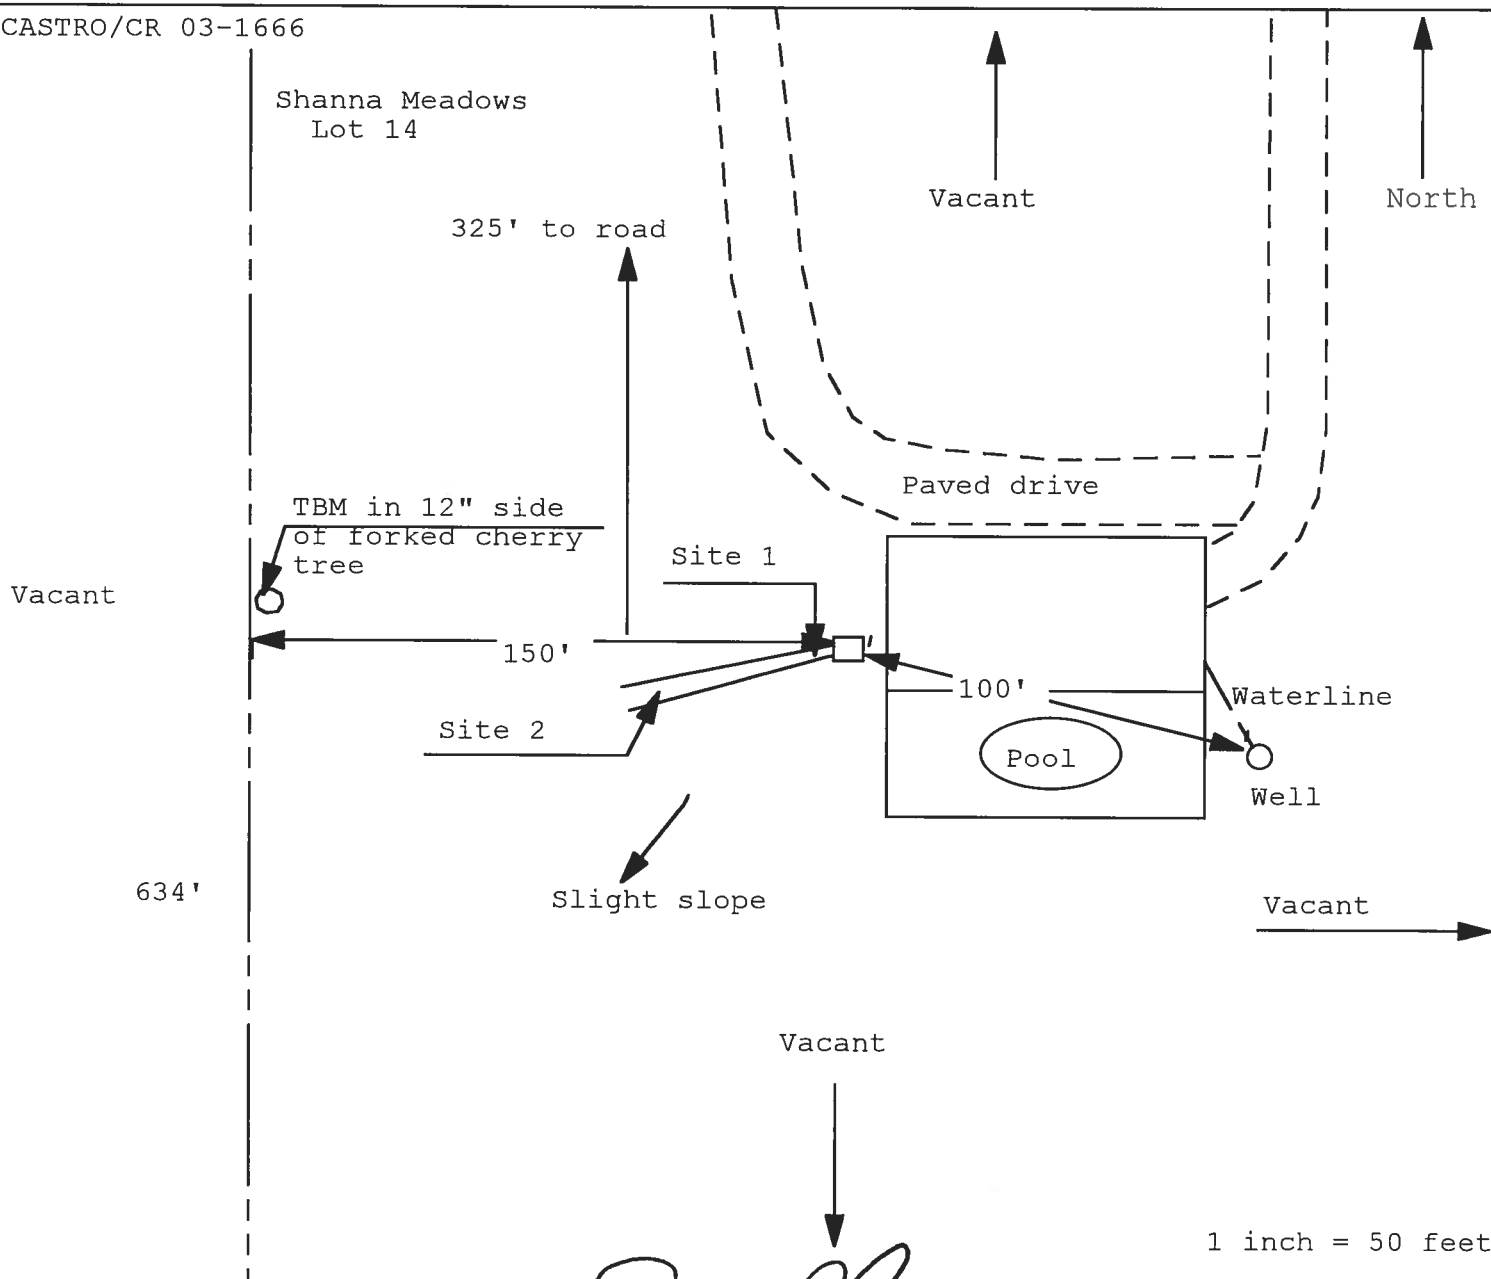 CASTRO/CR 03-1666
Shanna Meadows
Lot 14
Vacant
North
325' to road
Paved drive
TBM in 12" side
of forked cherry
tree
Site 1
Vacant
150'
100'
Waterline
Site 2
Pool
Well
634'
Slight slope
Vacant
Vacant
1 inch = 50 feet